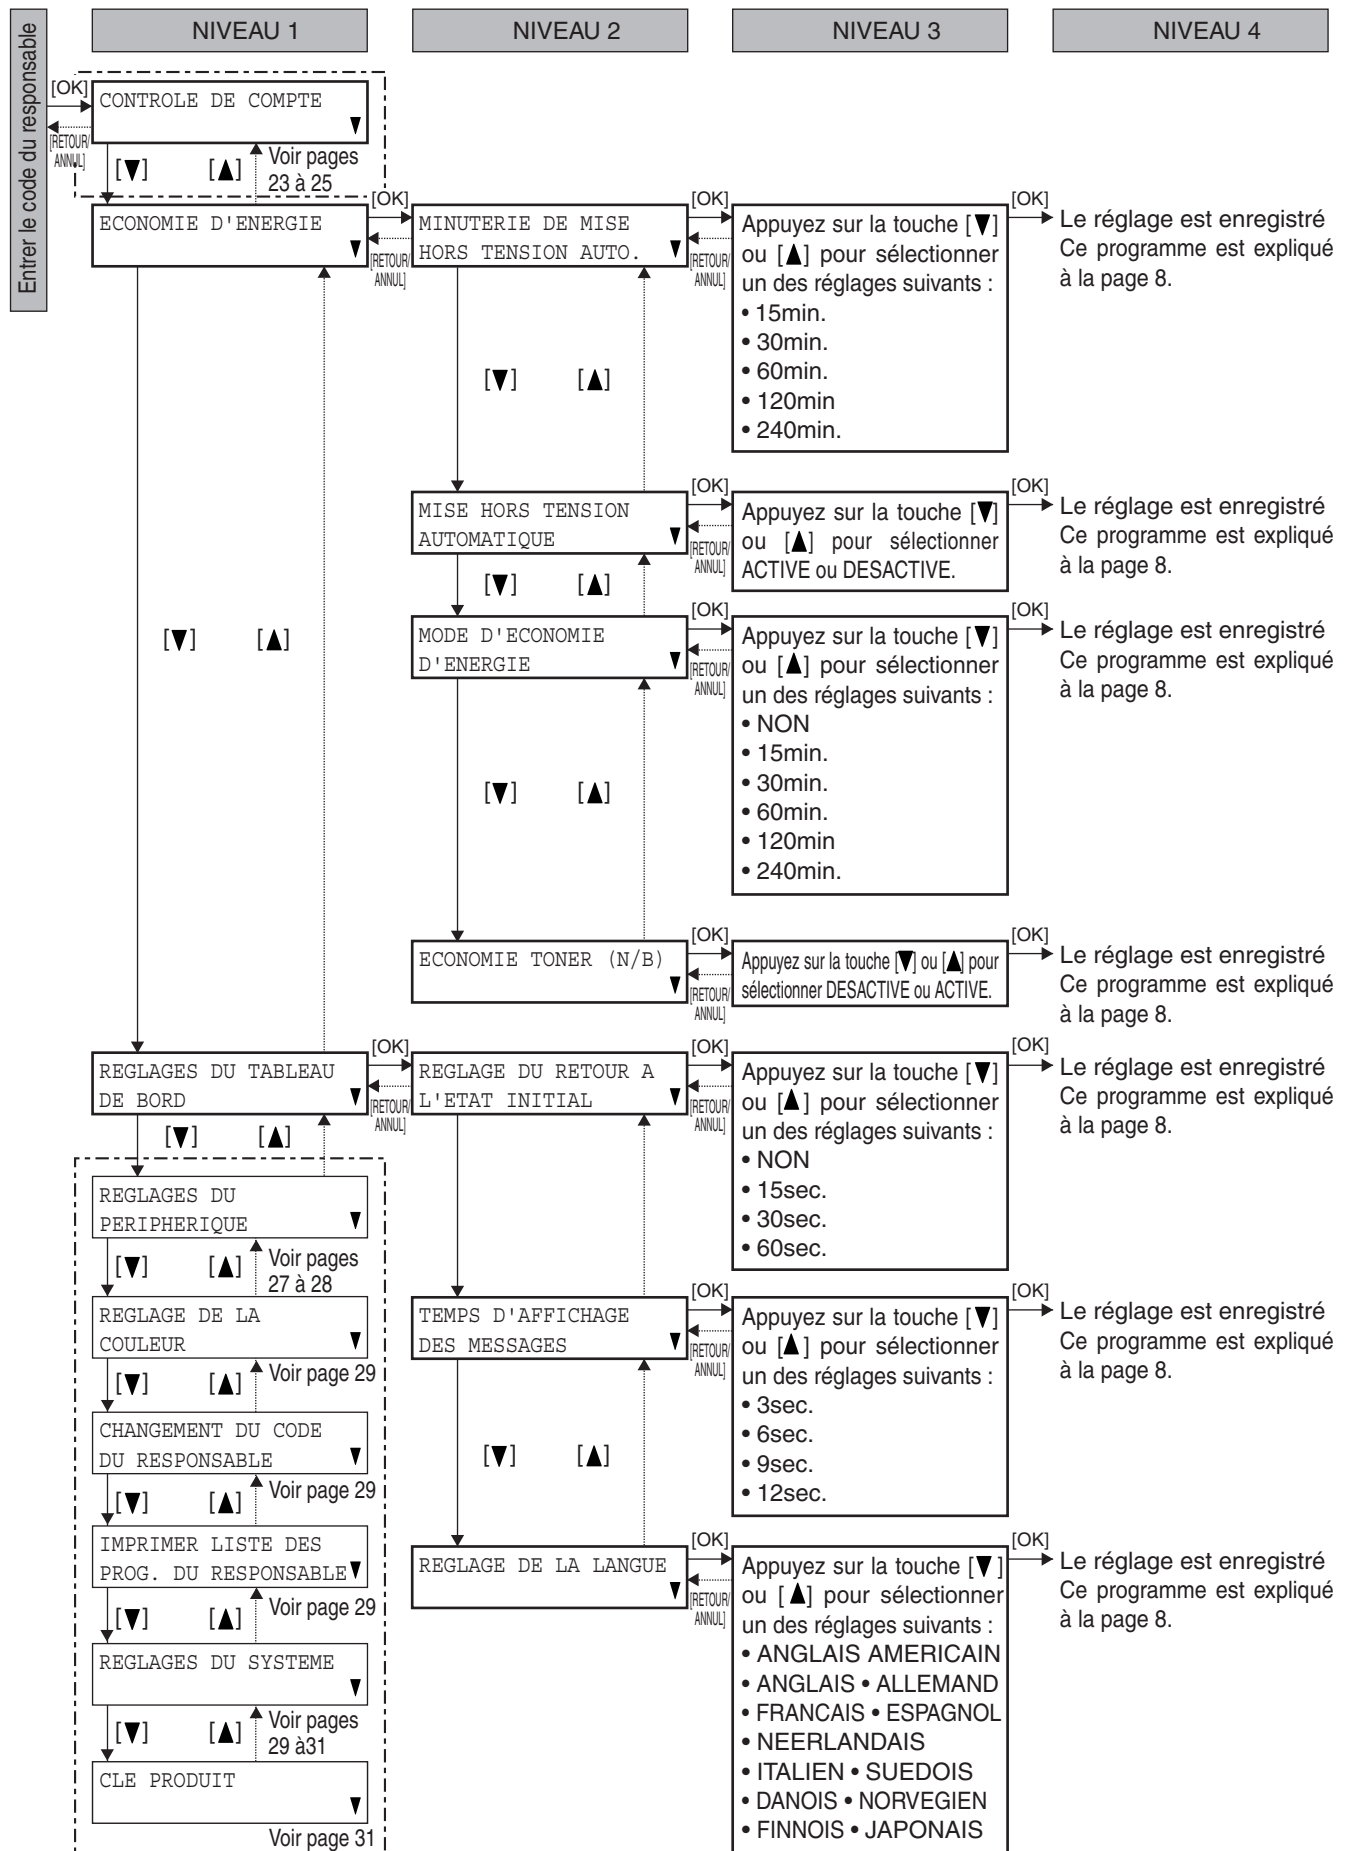 NIVEAU 1
NIVEAU 2
NIVEAU 3
NIVEAU 4
Entrer le code du responsable
[OK]
[RETOUR/
ANNUL]
CONTROLE DE COMPTE
▼
[▼] [▲]
Voir pages
23 à 25
ECONOMIE D'ENERGIE
▼
[OK]
[RETOUR/
ANNUL]
MINUTERIE DE MISE
HORS TENSION AUTO. ▼
[OK]
[RETOUR/
ANNUL]
Appuyez sur la touche [▼]
ou [▲] pour sélectionner
un des réglages suivants :
• 15min.
• 30min.
• 60min.
• 120min
• 240min.
[OK]
Le réglage est enregistré
Ce programme est expliqué
à la page 8.
[▼] [▲]
MISE HORS TENSION
AUTOMATIQUE ▼
[OK]
[RETOUR/
ANNUL]
Appuyez sur la touche [▼]
ou [▲] pour sélectionner
ACTIVE ou DESACTIVE.
[OK]
Le réglage est enregistré
Ce programme est expliqué
à la page 8.
[▼] [▲]
[▼] [▲]
MODE D'ECONOMIE
D'ENERGIE ▼
[OK]
[RETOUR/
ANNUL]
Appuyez sur la touche [▼]
ou [▲] pour sélectionner
un des réglages suivants :
• NON
• 15min.
• 30min.
• 60min.
• 120min
• 240min.
[OK]
Le réglage est enregistré
Ce programme est expliqué
à la page 8.
[▼] [▲]
ECONOMIE TONER (N/B)
▼
[OK]
[RETOUR/
ANNUL]
Appuyez sur la touche [▼] ou [▲] pour
sélectionner DESACTIVE ou ACTIVE.
[OK]
Le réglage est enregistré
Ce programme est expliqué
à la page 8.
REGLAGES DU TABLEAU
DE BORD ▼
[OK]
[RETOUR/
ANNUL]
REGLAGE DU RETOUR A
L'ETAT INITIAL ▼
[OK]
[RETOUR/
ANNUL]
Appuyez sur la touche [▼]
ou [▲] pour sélectionner
un des réglages suivants :
• NON
• 15sec.
• 30sec.
• 60sec.
[OK]
Le réglage est enregistré
Ce programme est expliqué
à la page 8.
[▼] [▲]
REGLAGES DU
PERIPHERIQUE ▼
[▼] [▲]
Voir pages
27 à 28
REGLAGE DE LA
COULEUR ▼
[▼] [▲]
Voir page 29
TEMPS D'AFFICHAGE
DES MESSAGES ▼
[OK]
[RETOUR/
ANNUL]
Appuyez sur la touche [▼]
ou [▲] pour sélectionner
un des réglages suivants :
• 3sec.
• 6sec.
• 9sec.
• 12sec.
[OK]
Le réglage est enregistré
Ce programme est expliqué
à la page 8.
CHANGEMENT DU CODE
DU RESPONSABLE ▼
[▼] [▲]
Voir page 29
[▼] [▲]
IMPRIMER LISTE DES
PROG. DU RESPONSABLE▼
[▼] [▲]
Voir page 29
REGLAGE DE LA LANGUE
▼
[OK]
[RETOUR/
ANNUL]
Appuyez sur la touche [▼]
ou [▲] pour sélectionner
un des réglages suivants :
• ANGLAIS AMERICAIN
• ANGLAIS • ALLEMAND
• FRANCAIS • ESPAGNOL
• NEERLANDAIS
• ITALIEN • SUEDOIS
• DANOIS • NORVEGIEN
• FINNOIS • JAPONAIS
[OK]
Le réglage est enregistré
Ce programme est expliqué
à la page 8.
REGLAGES DU SYSTEME
▼
[▼] [▲]
Voir pages
29 à31
CLE PRODUIT
▼
Voir page 31